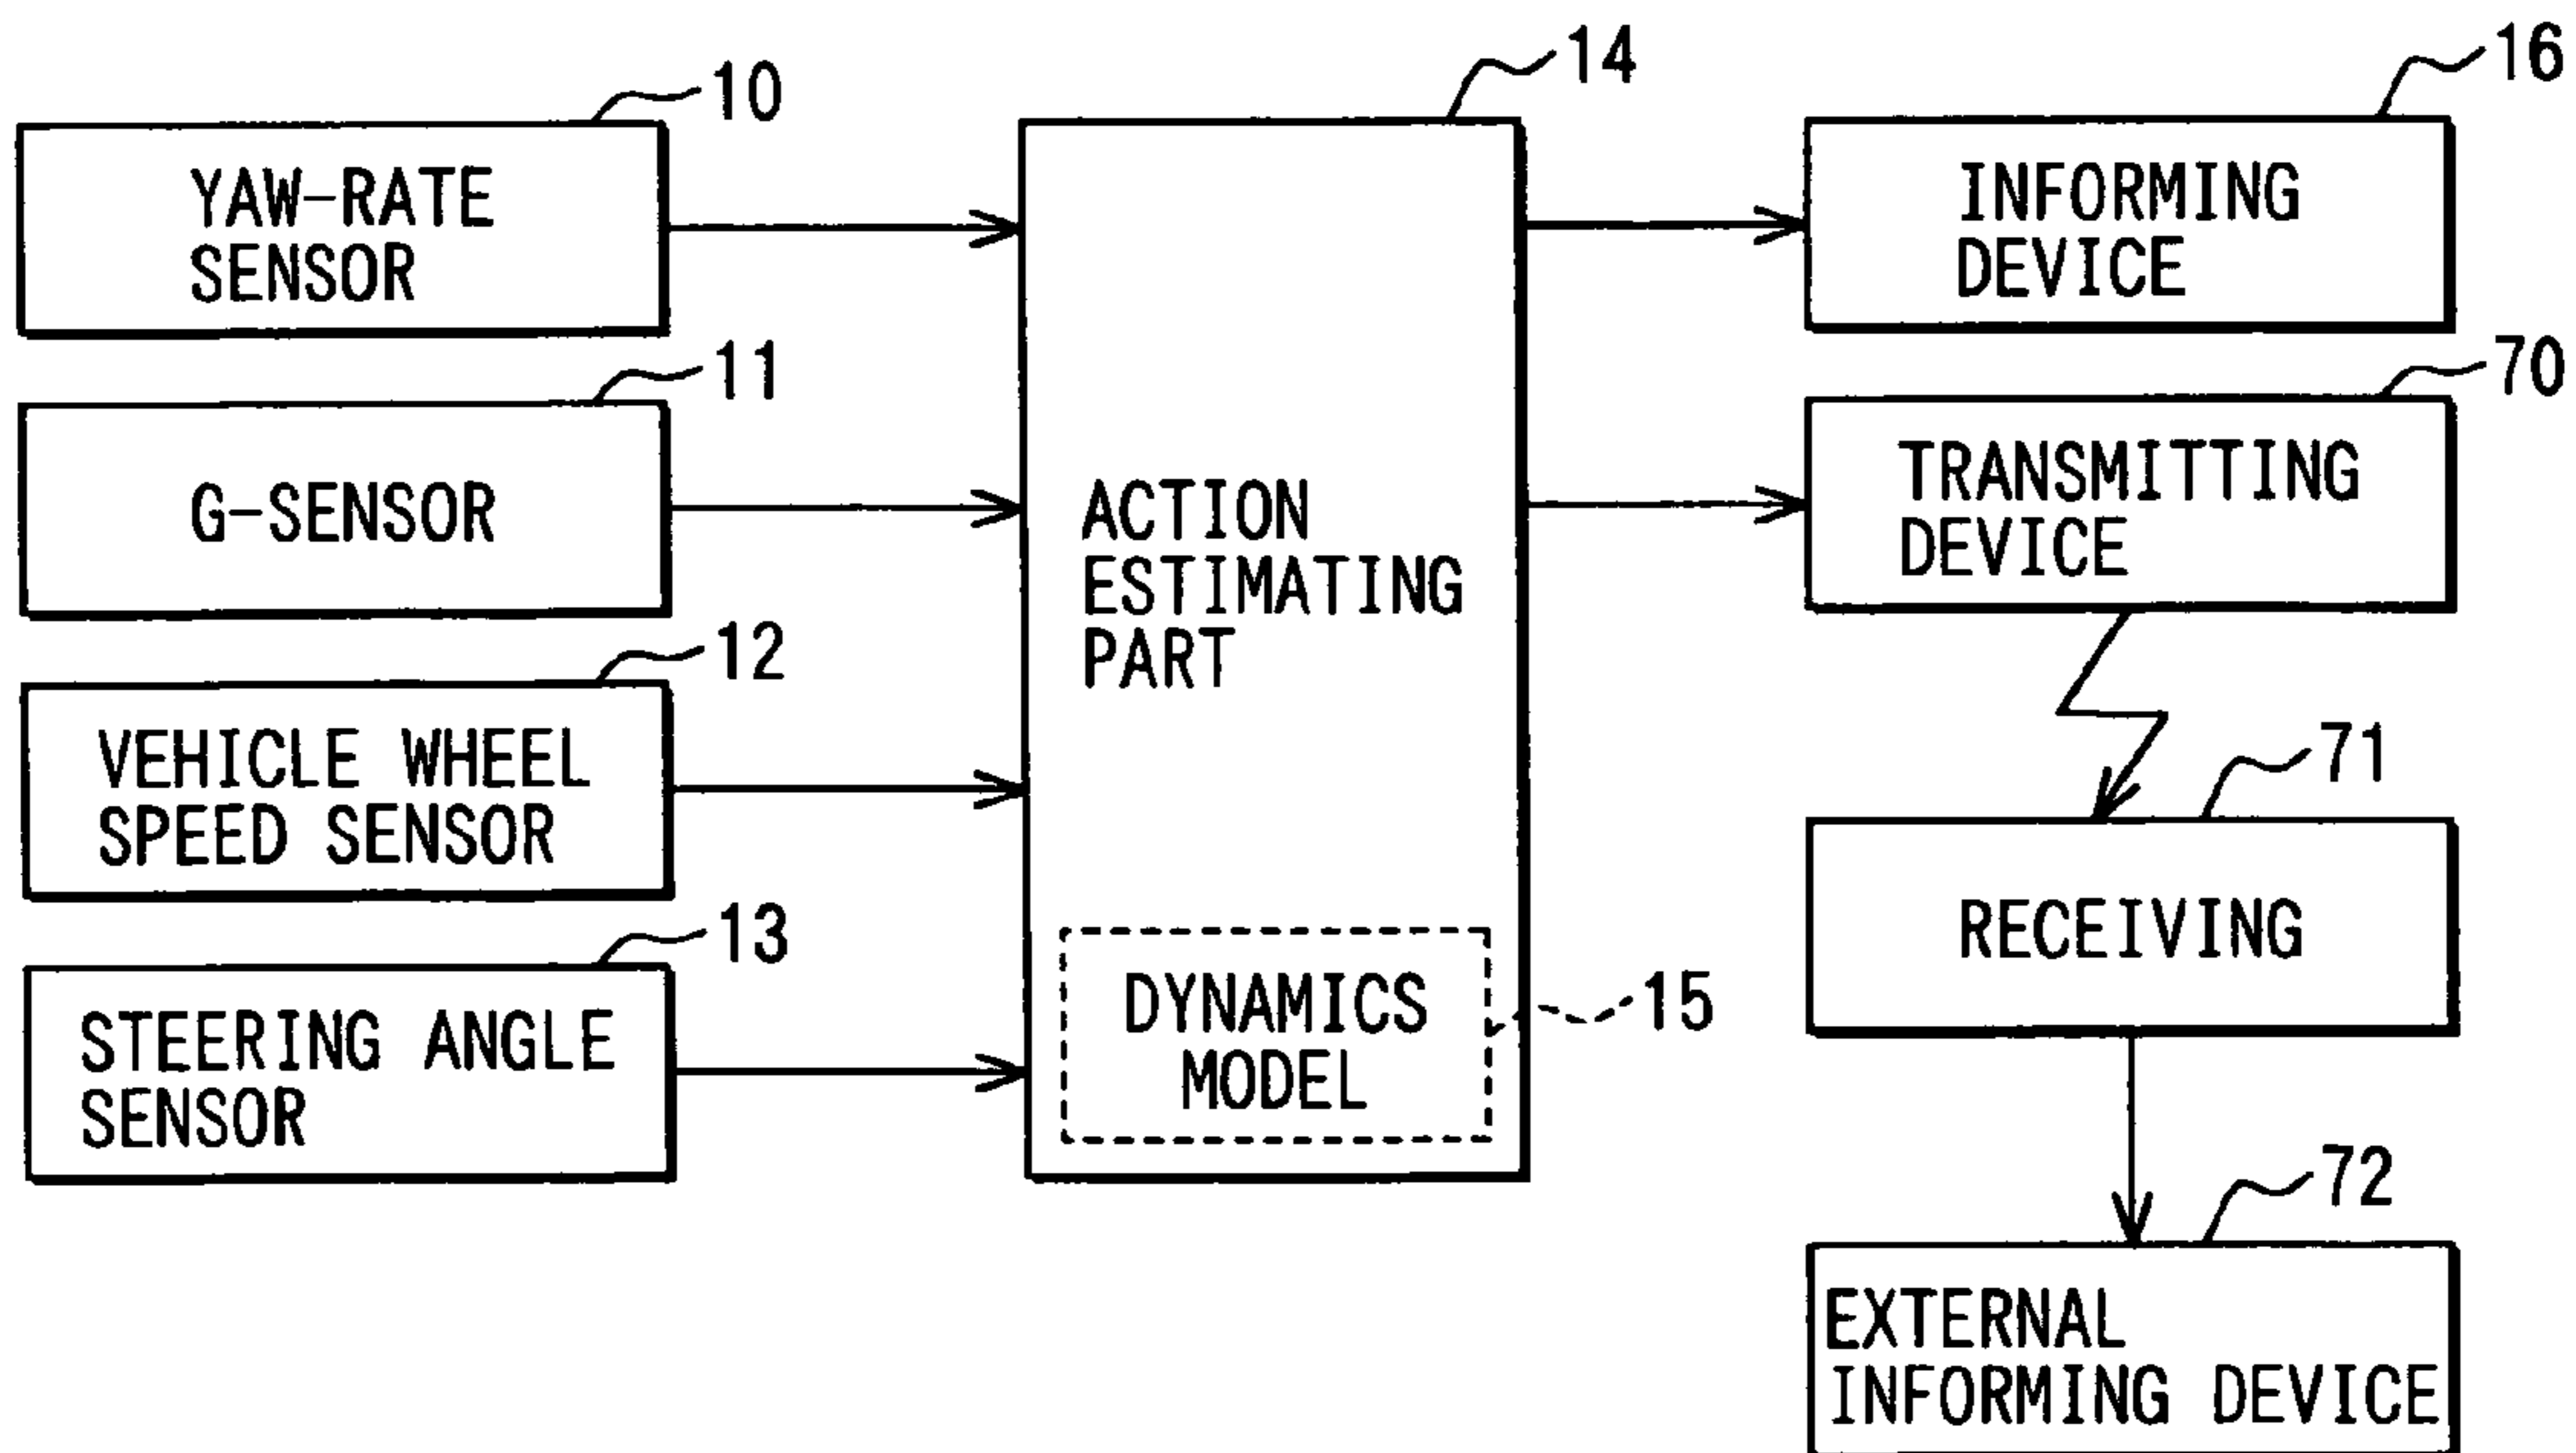 10
YAW-RATE
SENSOR
11
G-SENSOR
12
VEHICLE WHEEL
SPEED SENSOR
13
STEERING ANGLE
SENSOR
14
ACTION
ESTIMATING
PART
DYNAMICS
MODEL
15
16
INFORMING
DEVICE
70
TRANSMITTING
DEVICE
71
RECEIVING
72
EXTERNAL
INFORMING DEVICE